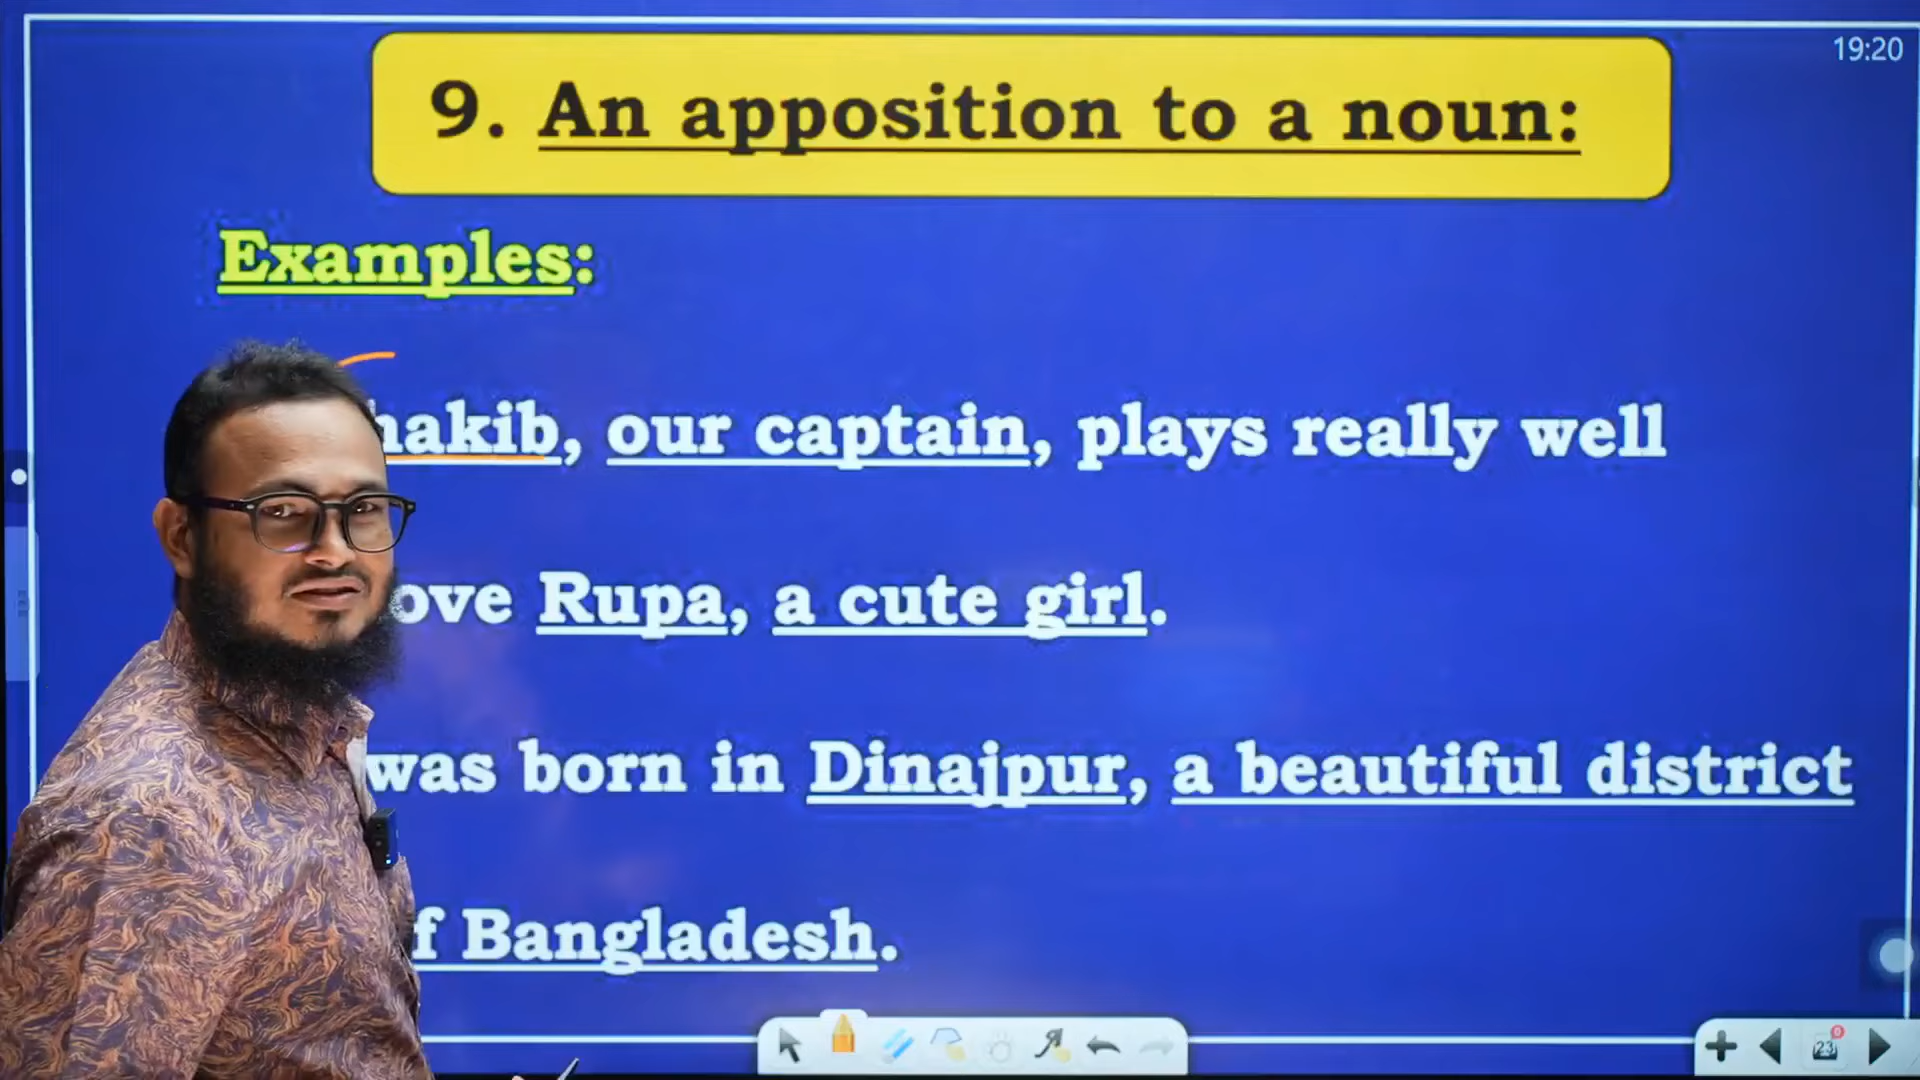 19:20
9. An apposition to a noun:
Examples:
hakib, our captain, plays really well
ove Rupa, a cute girl.
was born in Dinajpur, a beautiful district
f Bangladesh.
23